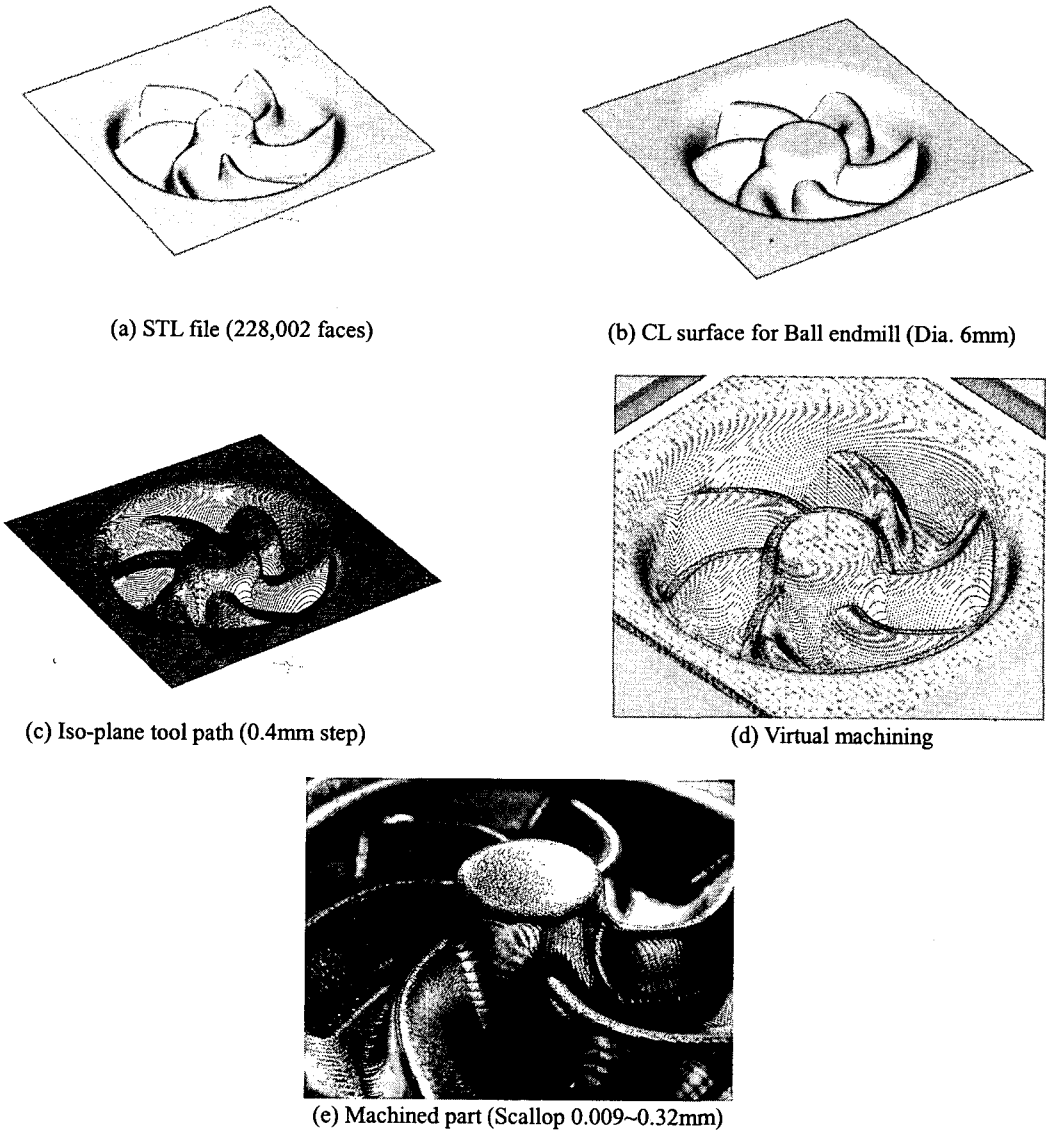 (a) STL file (228,002 faces)
(b) CL surface for Ball endmill (Dia. 6mm)
(c) Iso-plane tool path (0.4mm step)
(d) Virtual machining
(e) Machined part (Scallop 0.009~0.32mm)